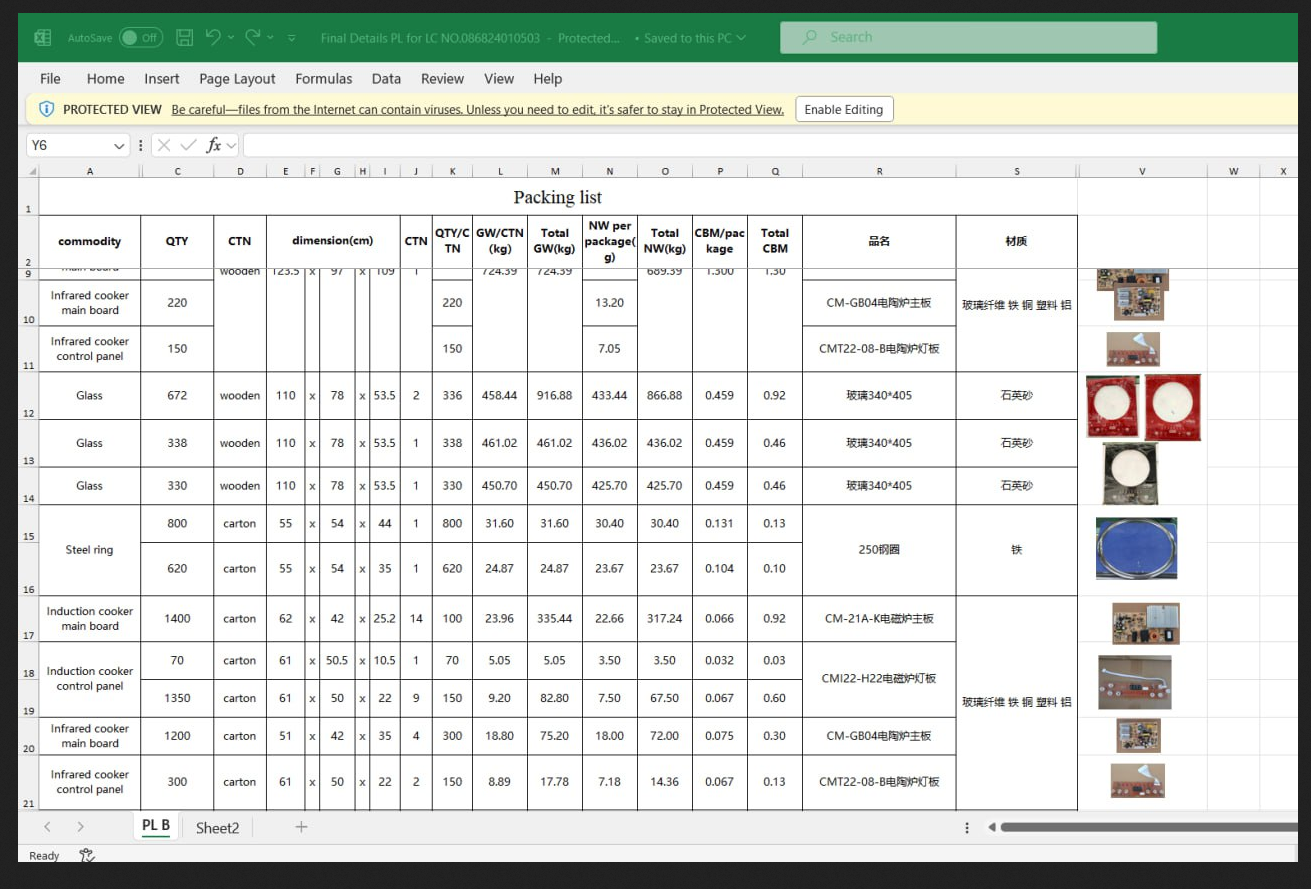 AutoSave Off Final Details PL for LC NO.086824010503 - Protected... • Saved to this PC Search
File Home Insert Page Layout Formulas Data Review View Help
PROTECTED VIEW Be careful—files from the Internet can contain viruses. Unless you need to edit, it's safer to stay in Protected View. Enable Editing
Y6 fx
A C D E F G H I J K L M N O P Q R S V W X
1 Packing list
2 commodity QTY CTN dimension(cm) CTN QTY/CTN GW/CTN (kg) Total GW(kg) NW per package(g) Total NW(kg) CBM/package Total CBM 品名 材质
9 main board wooden 123.5 x 97 x 109 1 724.39 724.39 689.39 1.300 1.30
10 Infrared cooker main board 220 220 13.20 CM-GB04电陶炉主板 玻璃纤维 铁 铜 塑料 铝
11 Infrared cooker control panel 150 150 7.05 CMT22-08-B电陶炉灯板
12 Glass 672 wooden 110 x 78 x 53.5 2 336 458.44 916.88 433.44 866.88 0.459 0.92 玻璃340*405 石英砂
13 Glass 338 wooden 110 x 78 x 53.5 1 338 461.02 461.02 436.02 436.02 0.459 0.46 玻璃340*405 石英砂
14 Glass 330 wooden 110 x 78 x 53.5 1 330 450.70 450.70 425.70 425.70 0.459 0.46 玻璃340*405 石英砂
15 Steel ring 800 carton 55 x 54 x 44 1 800 31.60 31.60 30.40 30.40 0.131 0.13 250钢圈 铁
16 620 carton 55 x 54 x 35 1 620 24.87 24.87 23.67 23.67 0.104 0.10
17 Induction cooker main board 1400 carton 62 x 42 x 25.2 14 100 23.96 335.44 22.66 317.24 0.066 0.92 CM-21A-K电磁炉主板
18 Induction cooker control panel 70 carton 61 x 50.5 x 10.5 1 70 5.05 5.05 3.50 3.50 0.032 0.03 CMI22-H22电磁炉灯板
19 1350 carton 61 x 50 x 22 9 150 9.20 82.80 7.50 67.50 0.067 0.60 玻璃纤维 铁 铜 塑料 铝
20 Infrared cooker main board 1200 carton 51 x 42 x 35 4 300 18.80 75.20 18.00 72.00 0.075 0.30 CM-GB04电陶炉主板
21 Infrared cooker control panel 300 carton 61 x 50 x 22 2 150 8.89 17.78 7.18 14.36 0.067 0.13 CMT22-08-B电陶炉灯板
PL B Sheet2
Ready